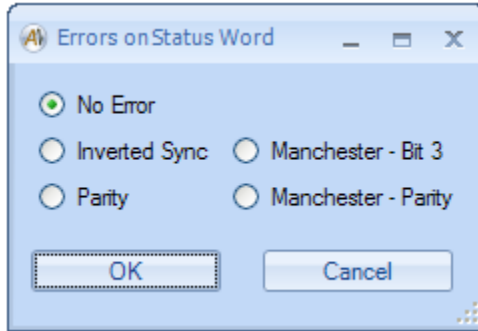 Errors on Status Word
No Error
Inverted Sync Manchester - Bit 3
Parity Manchester - Parity
OK Cancel